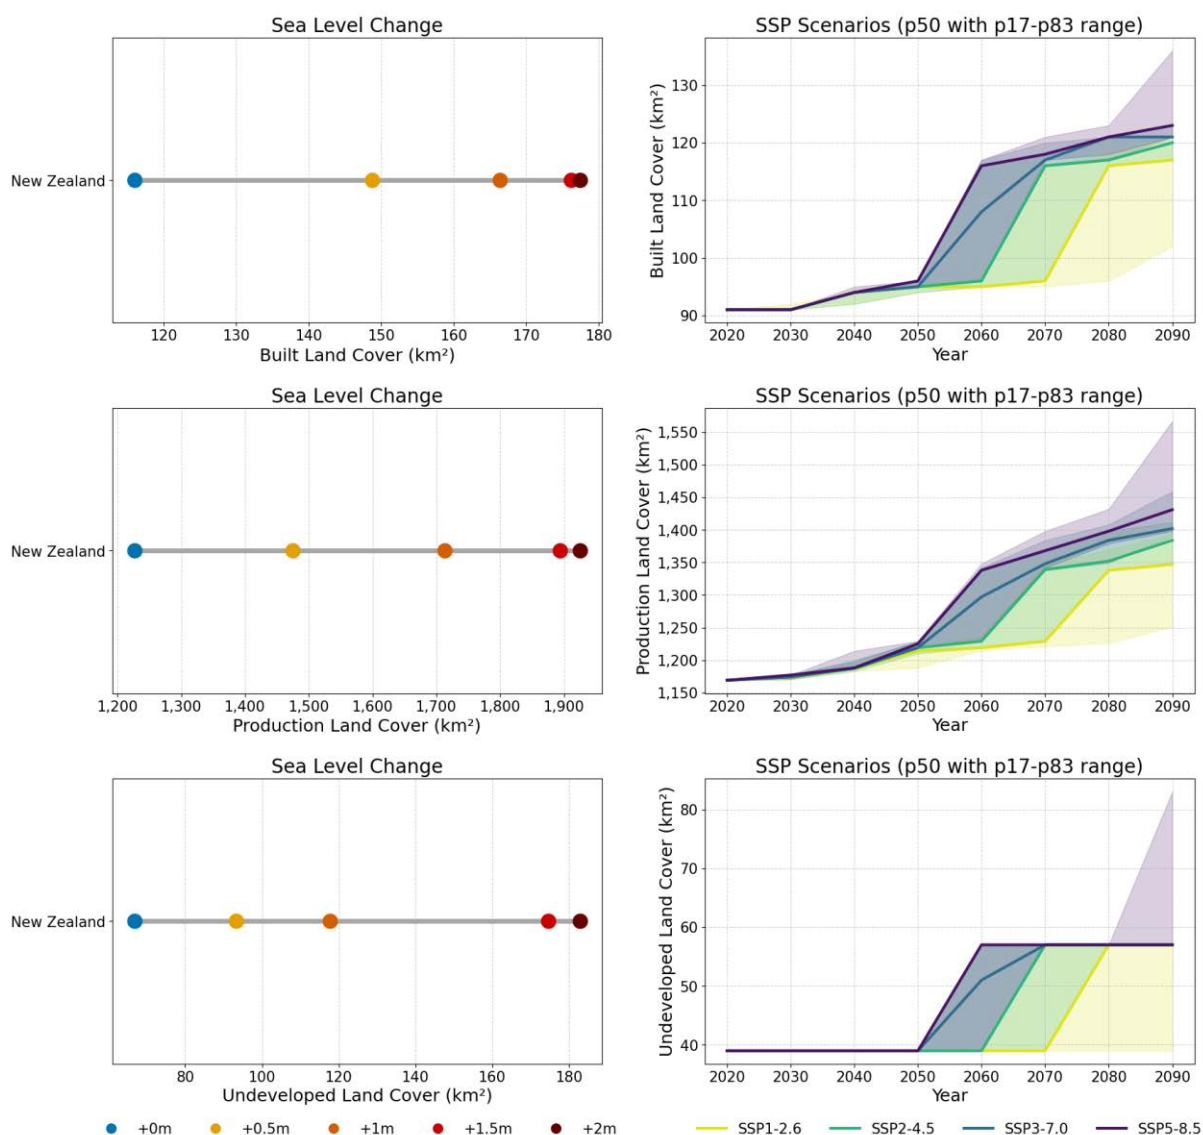 Sea Level Change
New Zealand
120 130 140 150 160 170 180
Built Land Cover (km²)
SSP Scenarios (p50 with p17-p83 range)
Built Land Cover (km²)
130
120
110
100
90
2020 2030 2040 2050 2060 2070 2080 2090
Year
Sea Level Change
New Zealand
1,200 1,300 1,400 1,500 1,600 1,700 1,800 1,900
Production Land Cover (km²)
SSP Scenarios (p50 with p17-p83 range)
Production Land Cover (km²)
1,550
1,500
1,450
1,400
1,350
1,300
1,250
1,200
1,150
2020 2030 2040 2050 2060 2070 2080 2090
Year
Sea Level Change
New Zealand
80 100 120 140 160 180
Undeveloped Land Cover (km²)
SSP Scenarios (p50 with p17-p83 range)
Undeveloped Land Cover (km²)
80
70
60
50
40
2020 2030 2040 2050 2060 2070 2080 2090
Year
+0m +0.5m +1m +1.5m +2m
SSP1-2.6 SSP2-4.5 SSP3-7.0 SSP5-8.5